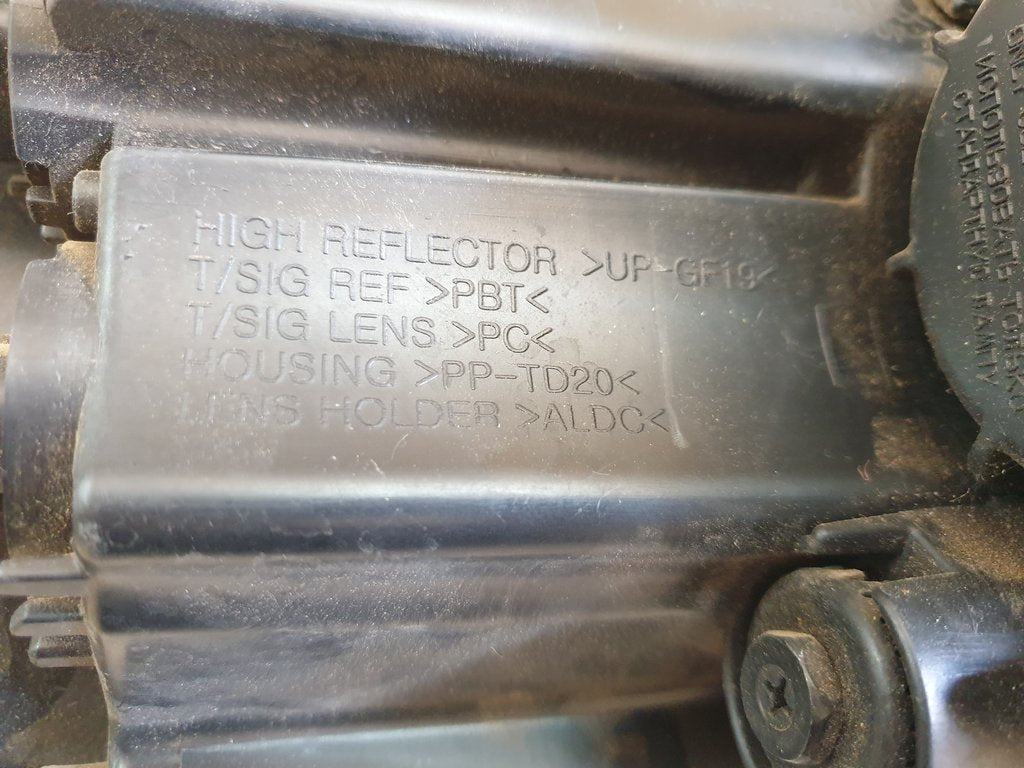 HIGH REFLECTOR >UP-GF19<
T/SIG REF >PBT<
T/SIG LENS >PC<
HOUSING >PP-TD20<
LENS HOLDER >ALDC<